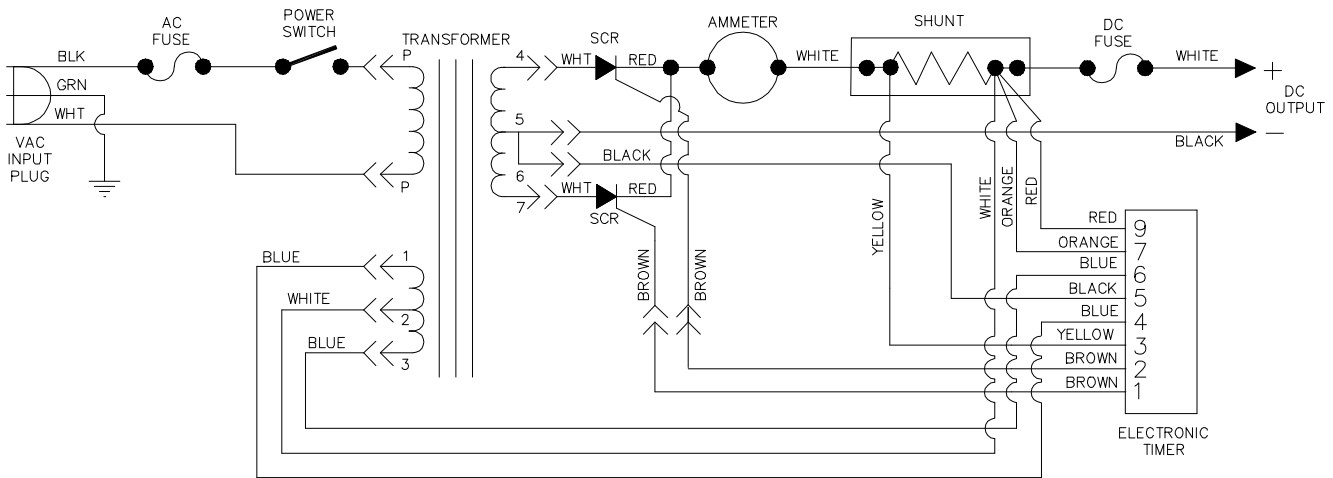 AC
FUSE
POWER
SWITCH
AMMETER
SHUNT
DC
FUSE
TRANSFORMER
SCR
BLK
P
4
WHT
RED
WHITE
WHITE
+
GRN
WHT
DC
OUTPUT
5
−
BLACK
VAC
INPUT
PLUG
BLACK
P
6
7
WHT
RED
SCR
YELLOW
WHITE
ORANGE
RED
BROWN
BROWN
BLUE
1
WHITE
2
BLUE
3
RED
9
ORANGE
7
BLUE
6
BLACK
5
BLUE
4
YELLOW
3
BROWN
2
BROWN
1
ELECTRONIC
TIMER